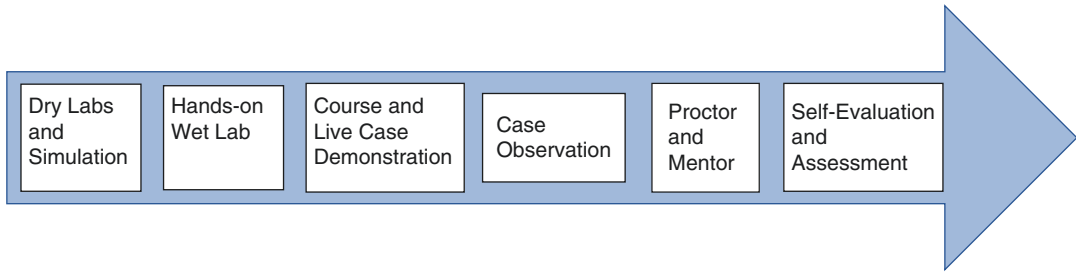 Dry Labs
and
Simulation
Hands-on
Wet Lab
Course and
Live Case
Demonstration
Case
Observation
Proctor
and
Mentor
Self-Evaluation
and
Assessment